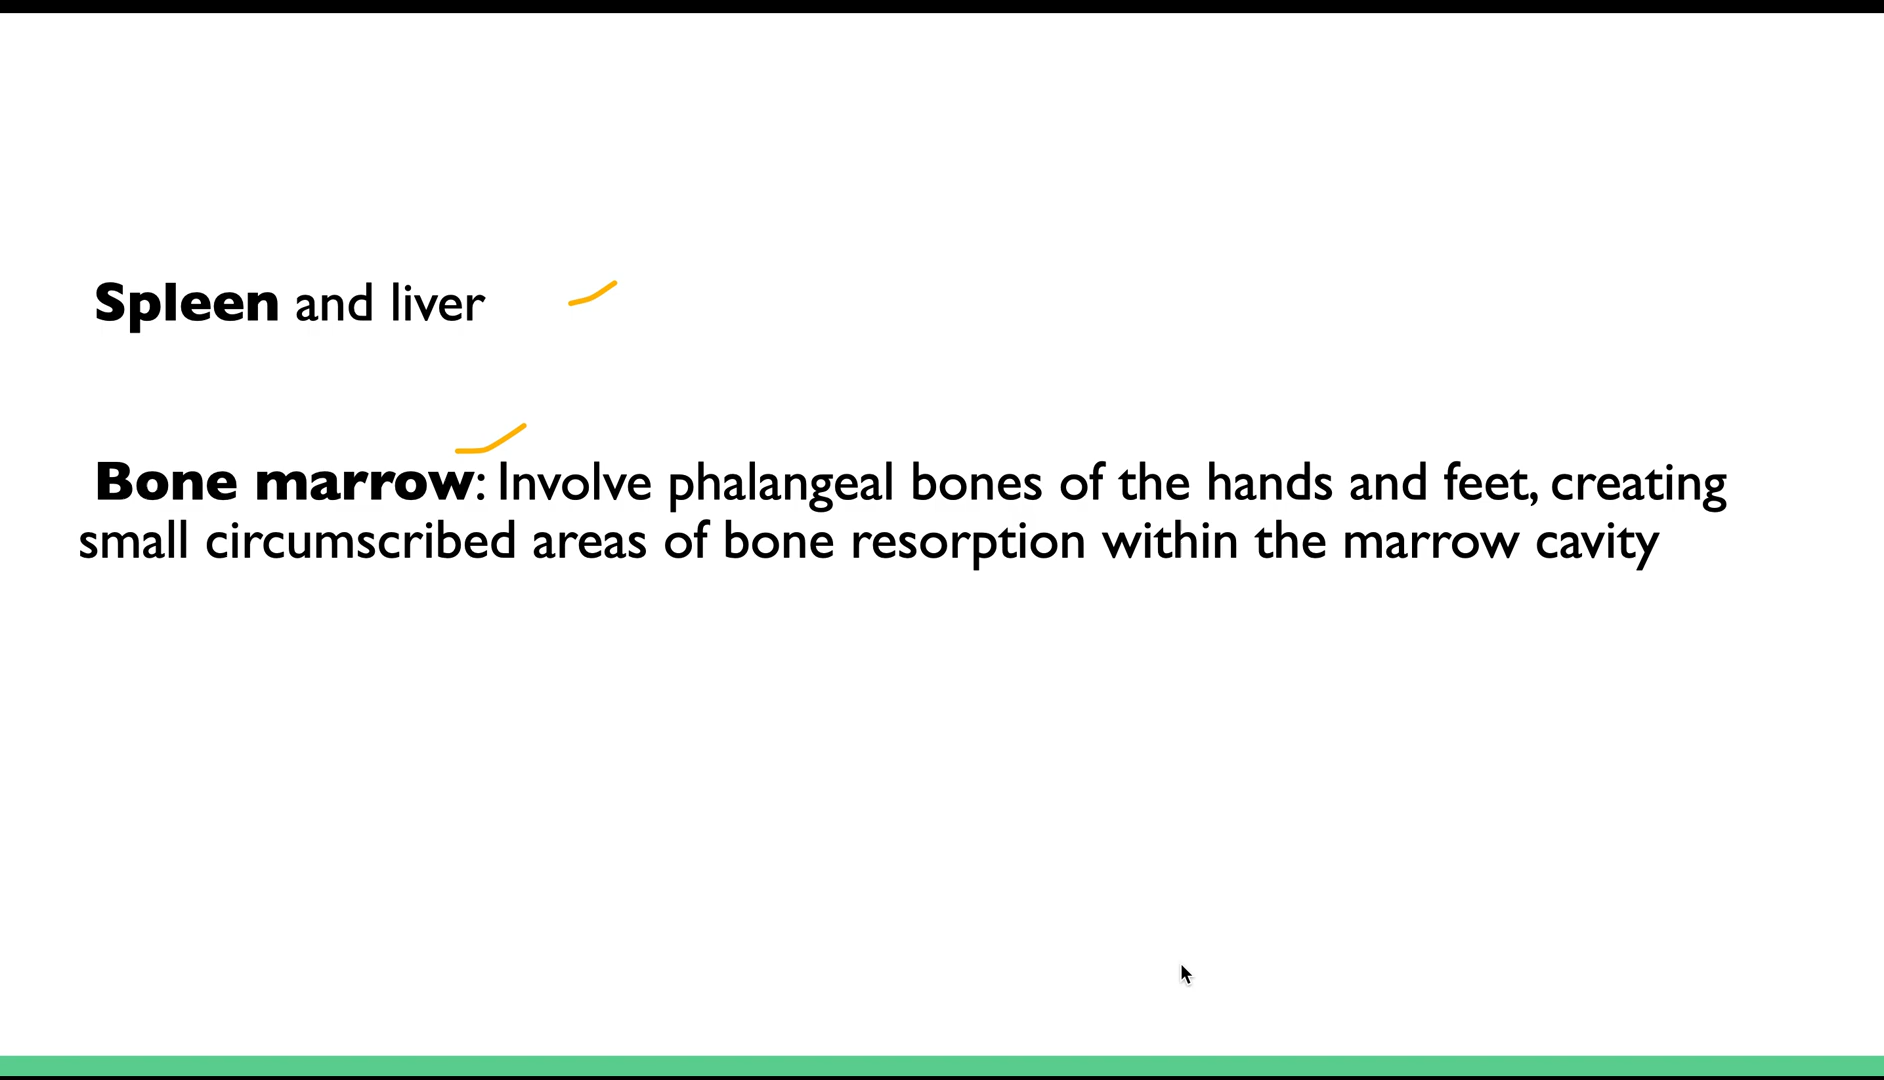 Spleen and liver
Bone marrow: Involve phalangeal bones of the hands and feet, creating
small circumscribed areas of bone resorption within the marrow cavity